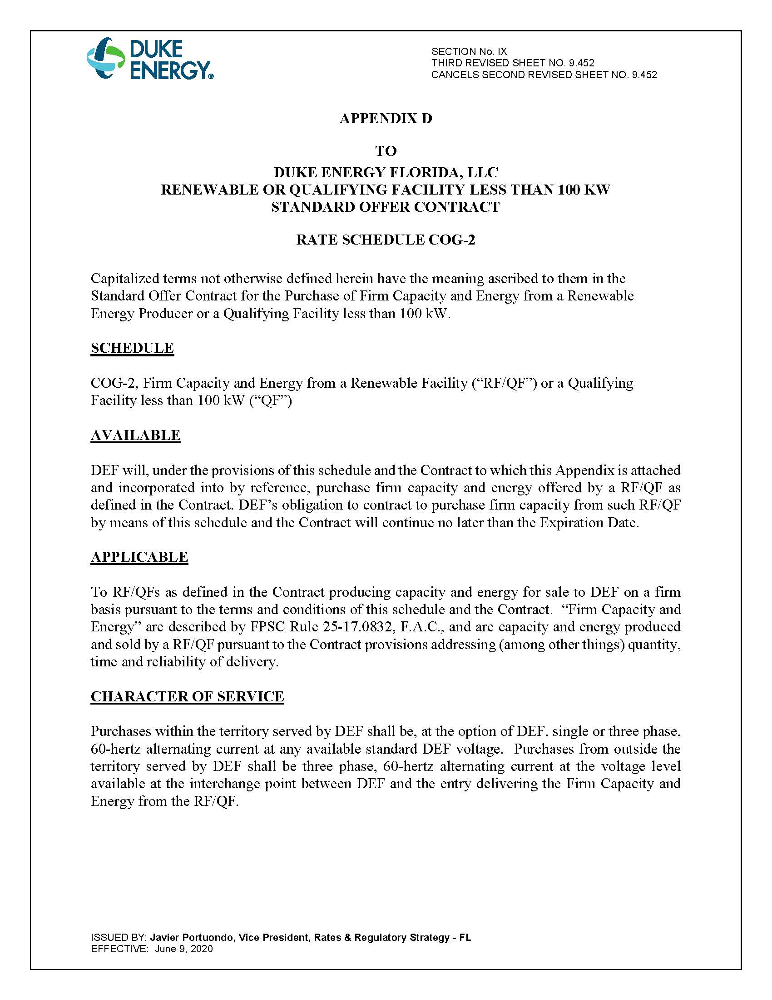 DUKE
ENERGY®
SECTION No. IX
THIRD REVISED SHEET NO. 9.452
CANCELS SECOND REVISED SHEET NO. 9.452
APPENDIX D
TO
DUKE ENERGY FLORIDA, LLC
RENEWABLE OR QUALIFYING FACILITY LESS THAN 100 KW
STANDARD OFFER CONTRACT
RATE SCHEDULE COG-2
Capitalized terms not otherwise defined herein have the meaning ascribed to them in the
Standard Offer Contract for the Purchase of Firm Capacity and Energy from a Renewable
Energy Producer or a Qualifying Facility less than 100 kW.
SCHEDULE
COG-2, Firm Capacity and Energy from a Renewable Facility (“RF/QF”) or a Qualifying
Facility less than 100 kW (“QF”)
AVAILABLE
DEF will, under the provisions of this schedule and the Contract to which this Appendix is attached
and incorporated into by reference, purchase firm capacity and energy offered by a RF/QF as
defined in the Contract. DEF’s obligation to contract to purchase firm capacity from such RF/QF
by means of this schedule and the Contract will continue no later than the Expiration Date.
APPLICABLE
To RF/QFs as defined in the Contract producing capacity and energy for sale to DEF on a firm
basis pursuant to the terms and conditions of this schedule and the Contract.  “Firm Capacity and
Energy” are described by FPSC Rule 25-17.0832, F.A.C., and are capacity and energy produced
and sold by a RF/QF pursuant to the Contract provisions addressing (among other things) quantity,
time and reliability of delivery.
CHARACTER OF SERVICE
Purchases within the territory served by DEF shall be, at the option of DEF, single or three phase,
60-hertz alternating current at any available standard DEF voltage.  Purchases from outside the
territory served by DEF shall be three phase, 60-hertz alternating current at the voltage level
available at the interchange point between DEF and the entry delivering the Firm Capacity and
Energy from the RF/QF.
ISSUED BY: Javier Portuondo, Vice President, Rates & Regulatory Strategy - FL
EFFECTIVE:  June 9, 2020